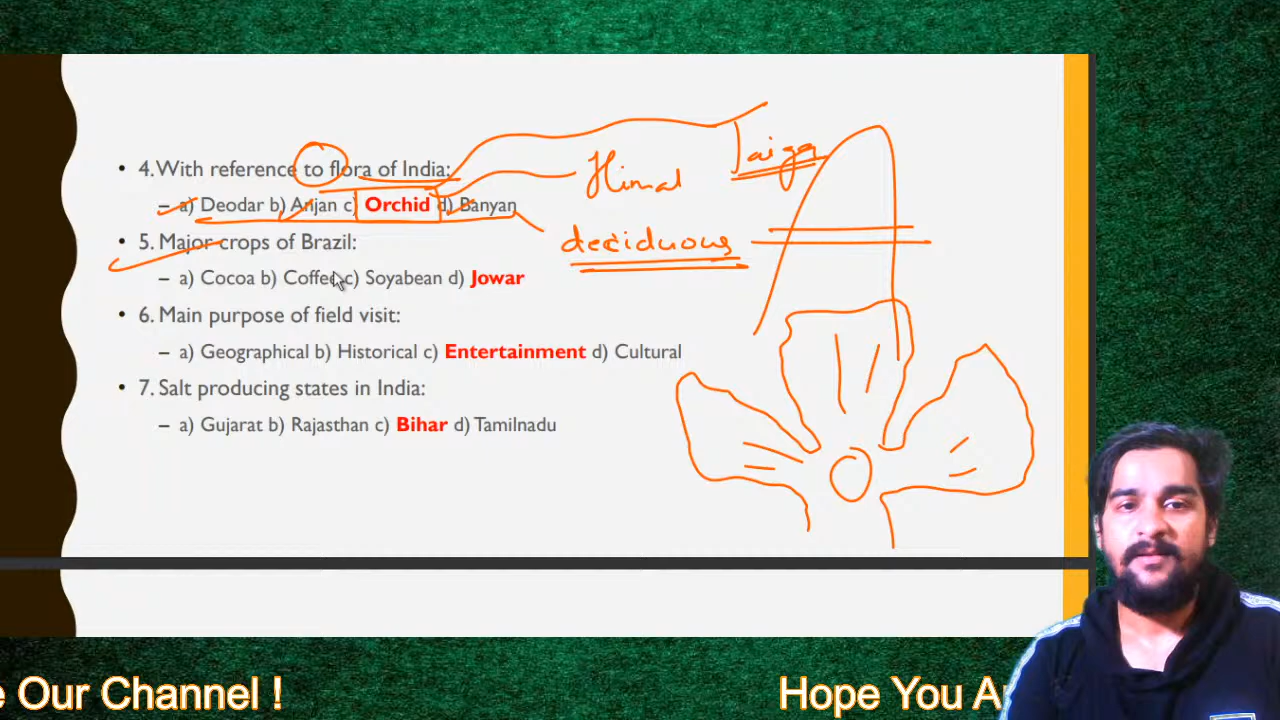 • 4. With reference to flora of India:
– a) Deodar b) Anjan c) Orchid d) Banyan
• 5. Major crops of Brazil:
– a) Cocoa b) Coffee c) Soyabean d) Jowar
• 6. Main purpose of field visit:
– a) Geographical b) Historical c) Entertainment d) Cultural
• 7. Salt producing states in India:
– a) Gujarat b) Rajasthan c) Bihar d) Tamilnadu
Taiga
Himal
deciduous
e Our Channel !
Hope You A